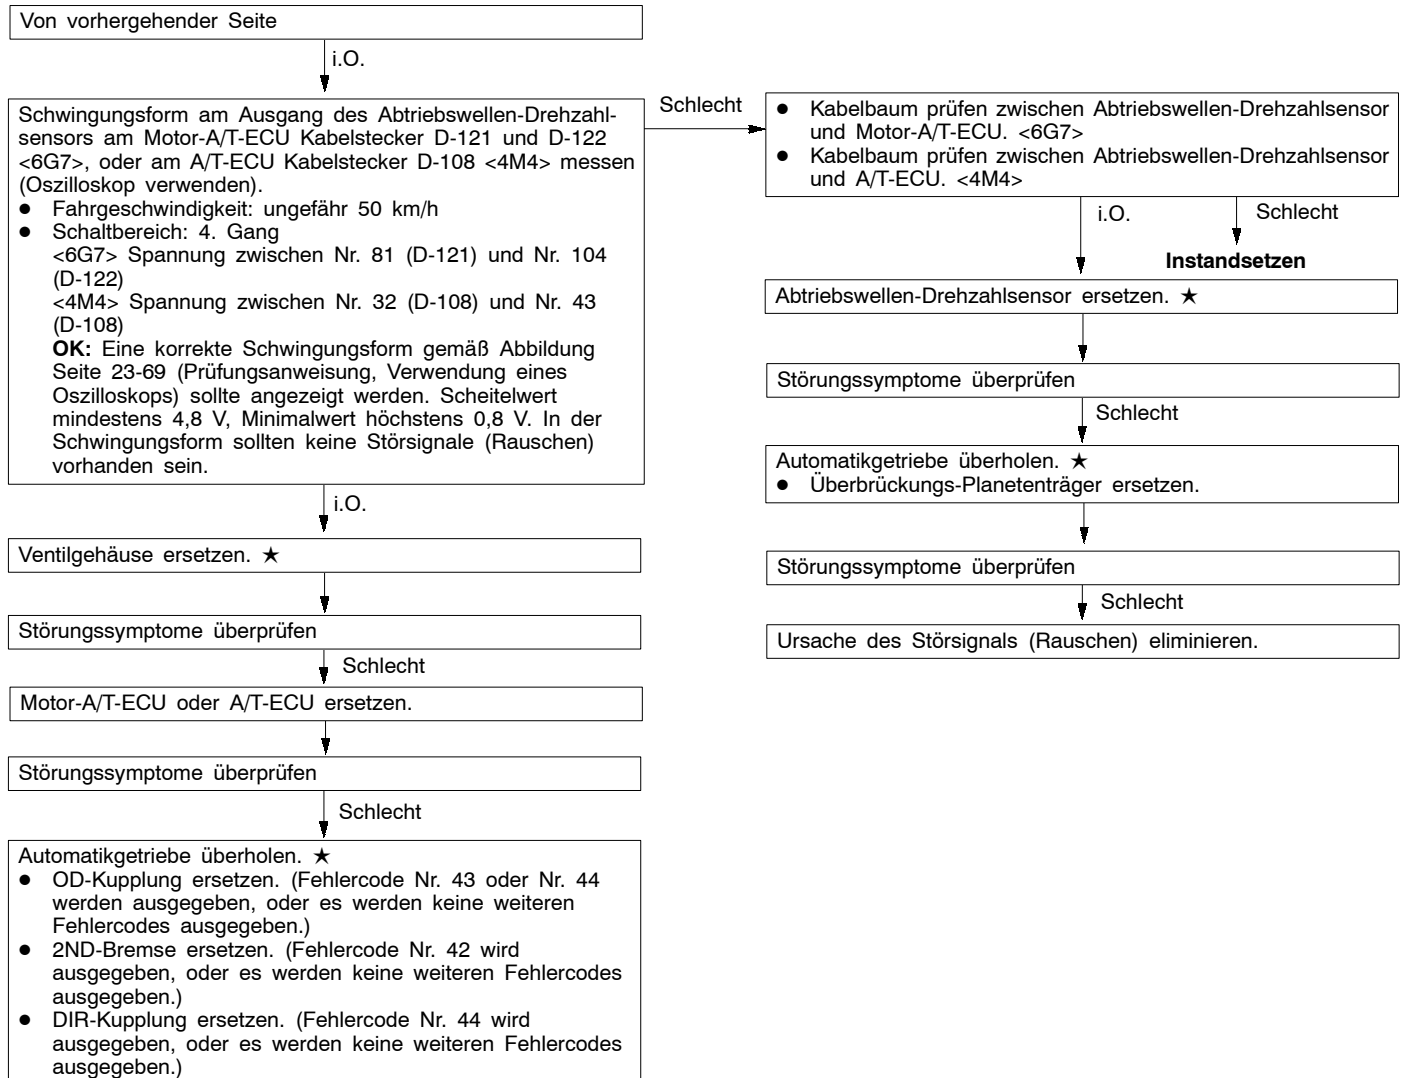 Von vorhergehender Seite
i.O.
Schwingungsform am Ausgang des Abtriebswellen-Drehzahl-
sensors am Motor-A/T-ECU Kabelstecker D-121 und D-122
<6G7>, oder am A/T-ECU Kabelstecker D-108 <4M4> messen
(Oszilloskop verwenden).
● Fahrgeschwindigkeit: ungefähr 50 km/h
● Schaltbereich: 4. Gang
<6G7> Spannung zwischen Nr. 81 (D-121) und Nr. 104
(D-122)
<4M4> Spannung zwischen Nr. 32 (D-108) und Nr. 43
(D-108)
OK: Eine korrekte Schwingungsform gemäß Abbildung
Seite 23-69 (Prüfungsanweisung, Verwendung eines
Oszilloskops) sollte angezeigt werden. Scheitelwert
mindestens 4,8 V, Minimalwert höchstens 0,8 V. In der
Schwingungsform sollten keine Störsignale (Rauschen)
vorhanden sein.
i.O.
Ventilgehäuse ersetzen. ★
Störungssymptome überprüfen
Schlecht
Motor-A/T-ECU oder A/T-ECU ersetzen.
Störungssymptome überprüfen
Schlecht
Automatikgetriebe überholen. ★
● OD-Kupplung ersetzen. (Fehlercode Nr. 43 oder Nr. 44
werden ausgegeben, oder es werden keine weiteren
Fehlercodes ausgegeben.)
● 2ND-Bremse ersetzen. (Fehlercode Nr. 42 wird
ausgegeben, oder es werden keine weiteren Fehlercodes
ausgegeben.)
● DIR-Kupplung ersetzen. (Fehlercode Nr. 44 wird
ausgegeben, oder es werden keine weiteren Fehlercodes
ausgegeben.)
Schlecht
● Kabelbaum prüfen zwischen Abtriebswellen-Drehzahlsensor
und Motor-A/T-ECU. <6G7>
● Kabelbaum prüfen zwischen Abtriebswellen-Drehzahlsensor
und A/T-ECU. <4M4>
i.O.
Schlecht
Instandsetzen
Abtriebswellen-Drehzahlsensor ersetzen. ★
Störungssymptome überprüfen
Schlecht
Automatikgetriebe überholen. ★
● Überbrückungs-Planetenträger ersetzen.
Störungssymptome überprüfen
Schlecht
Ursache des Störsignals (Rauschen) eliminieren.